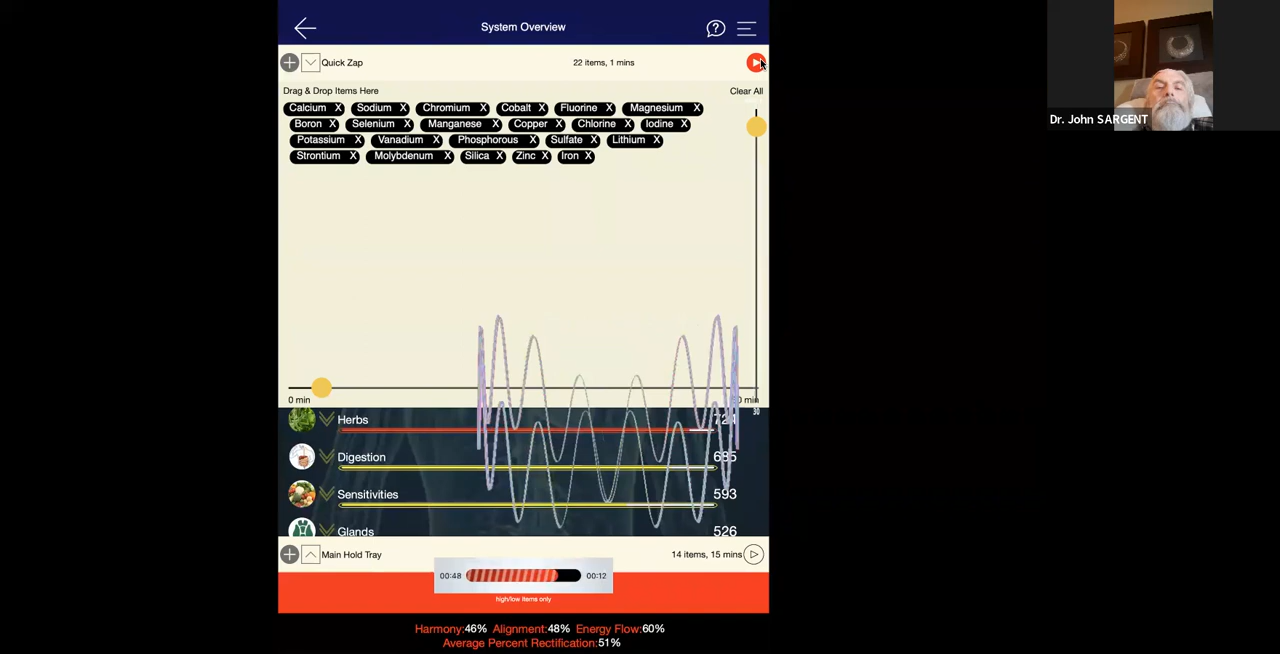 System Overview
Quick Zap 22 items, 1 mins
Drag & Drop Items Here Clear All
Calcium X Sodium X Chromium X Cobalt X Fluorine X Magnesium X
Boron X Selenium X Manganese X Copper X Chlorine X Iodine X
Potassium X Vanadium X Phosphorous X Sulfate X Lithium X
Strontium X Molybdenum X Silica X Zinc X Iron X
0 min
30
Herbs 721
Digestion 685
Sensitivities 593
Glands 526
Main Hold Tray 14 items, 15 mins
00:48 00:12
high/low items only
Harmony:46% Alignment:48% Energy Flow:60%
Average Percent Rectification:51%
Dr. John SARGENT